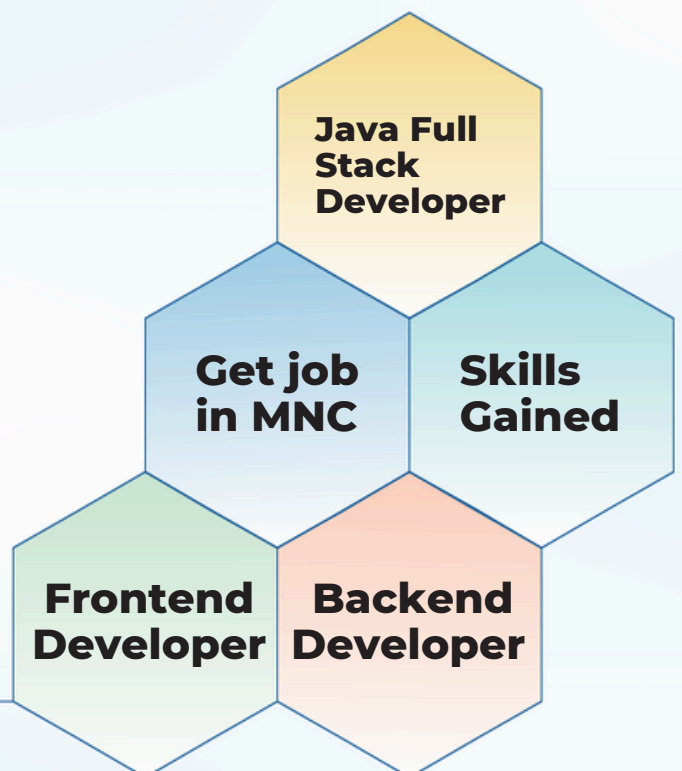 Java Full
Stack
Developer
Get job
in MNC
Skills
Gained
Frontend
Developer
Backend
Developer